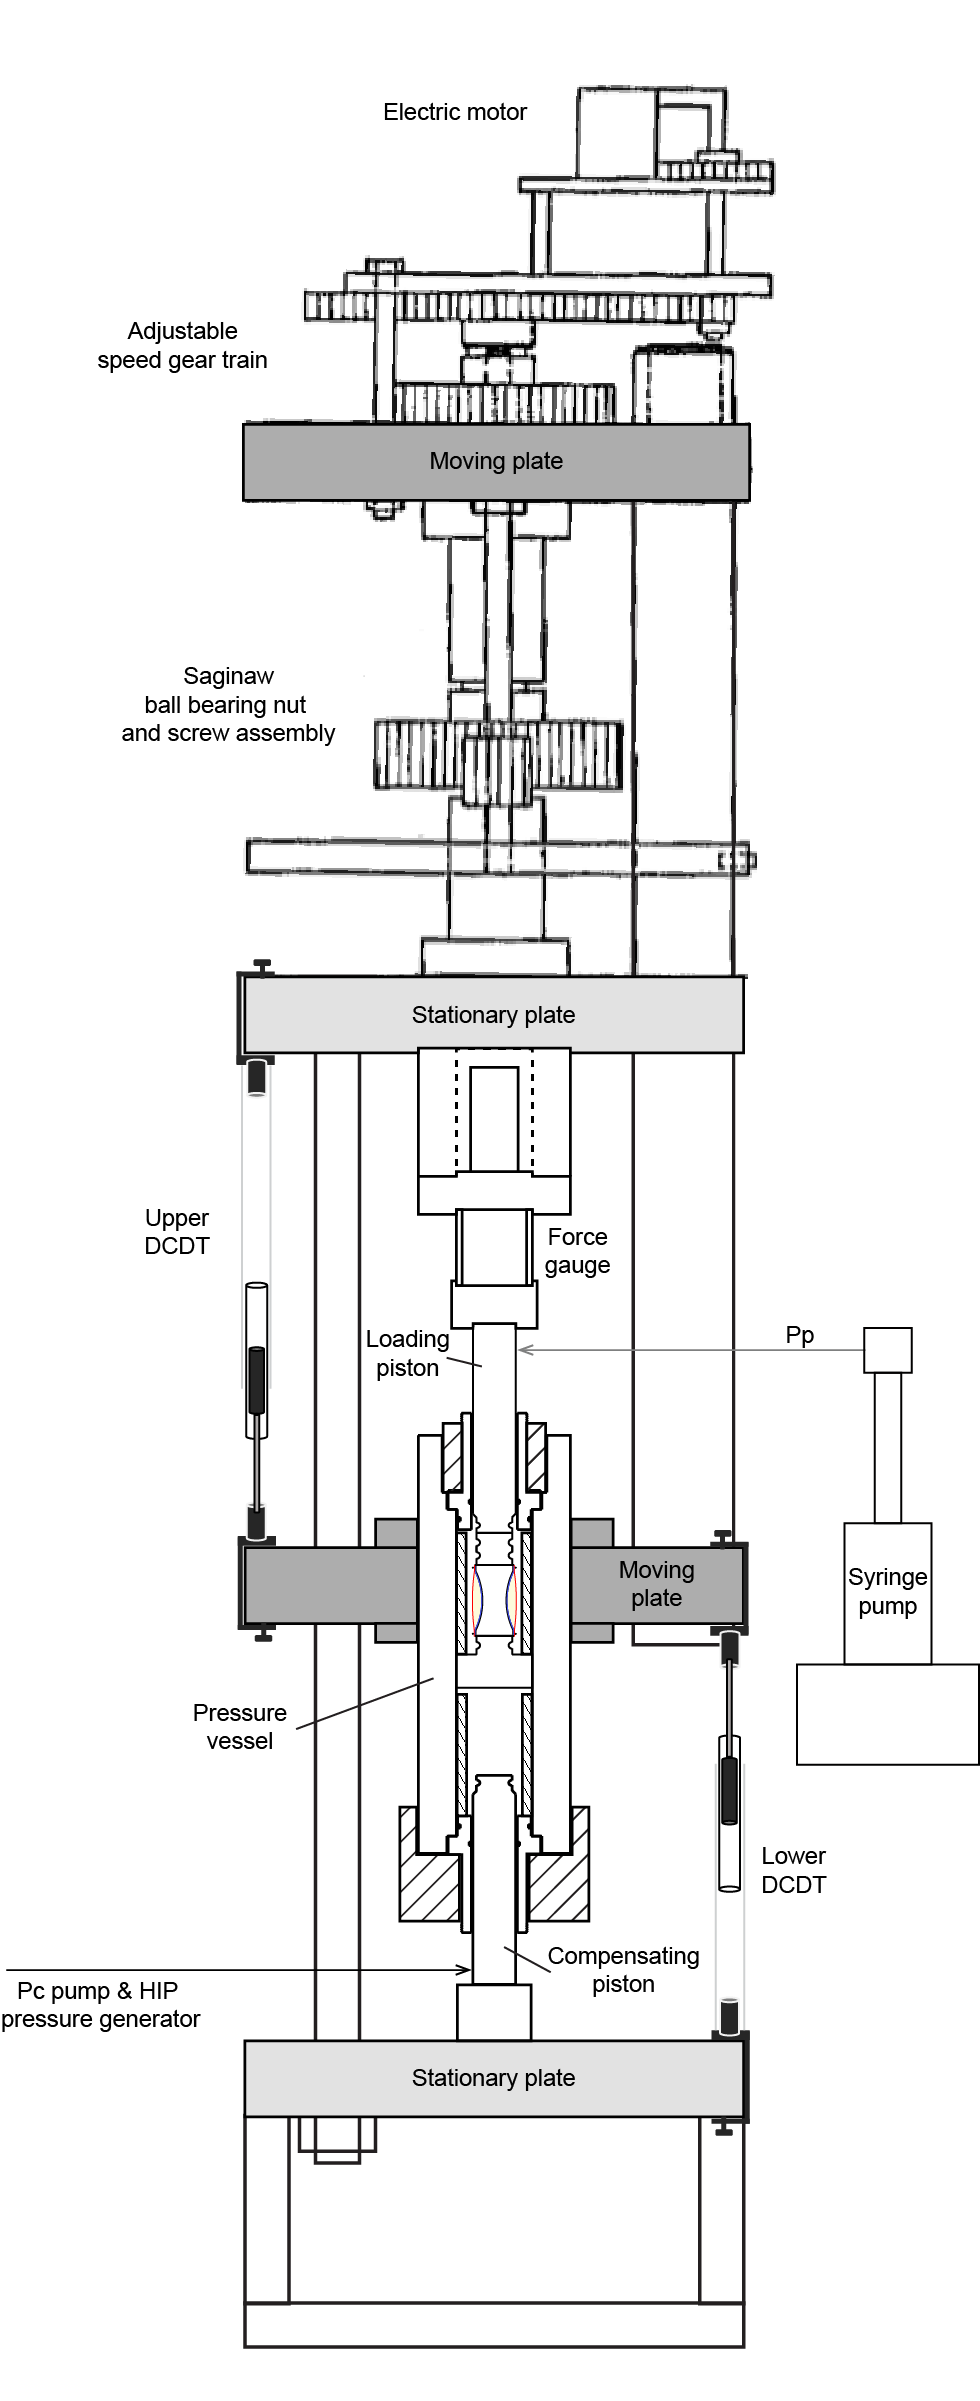 Electric motor
Adjustable
speed gear train
Moving plate
Saginaw
ball bearing nut
and screw assembly
Stationary plate
Upper
DCDT
Force
gauge
Loading
piston
Pp
Moving
plate
Syringe
pump
Pressure
vessel
Lower
DCDT
Compensating
piston
Pc pump & HIP
pressure generator
Stationary plate